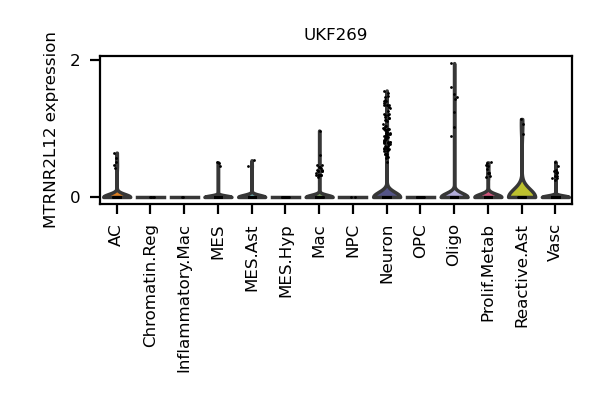 UKF269
MTRNR2L12 expression
2
0
AC
Chromatin.Reg
Inflammatory.Mac
MES
MES.Ast
MES.Hyp
Mac
NPC
Neuron
OPC
Oligo
Prolif.Metab
Reactive.Ast
Vasc